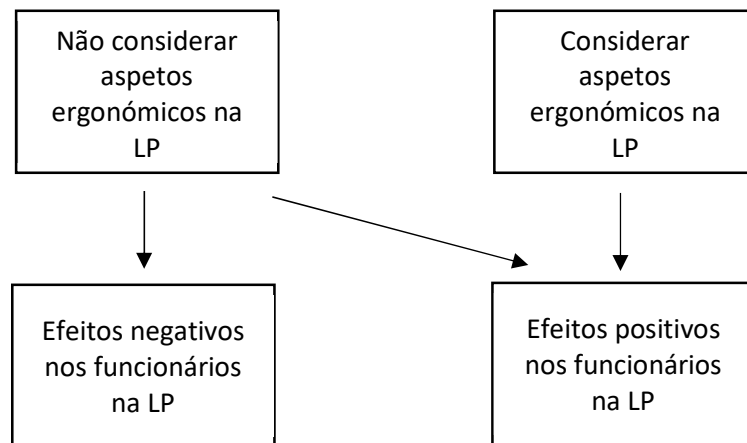 Não considerar
aspetos
ergonómicos na
LP
Considerar
aspetos
ergonómicos na
LP
Efeitos negativos
nos funcionários
na LP
Efeitos positivos
nos funcionários
na LP